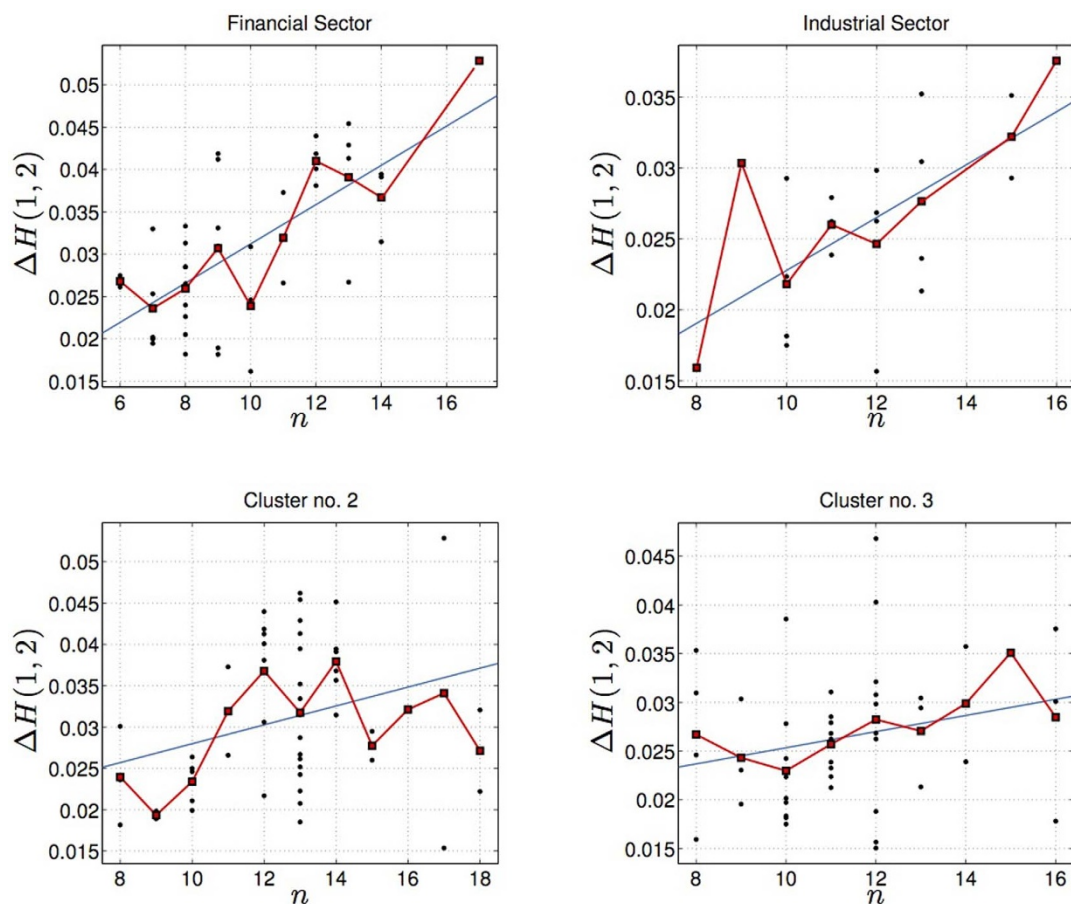 Financial Sector
ΔH(1, 2)
0.05
0.045
0.04
0.035
0.03
0.025
0.02
0.015
6 8 10 12 14 16
n
Industrial Sector
ΔH(1, 2)
0.035
0.03
0.025
0.02
0.015
8 10 12 14 16
n
Cluster no. 2
ΔH(1, 2)
0.05
0.045
0.04
0.035
0.03
0.025
0.02
0.015
8 10 12 14 16 18
n
Cluster no. 3
ΔH(1, 2)
0.045
0.04
0.035
0.03
0.025
0.02
0.015
8 10 12 14 16
n